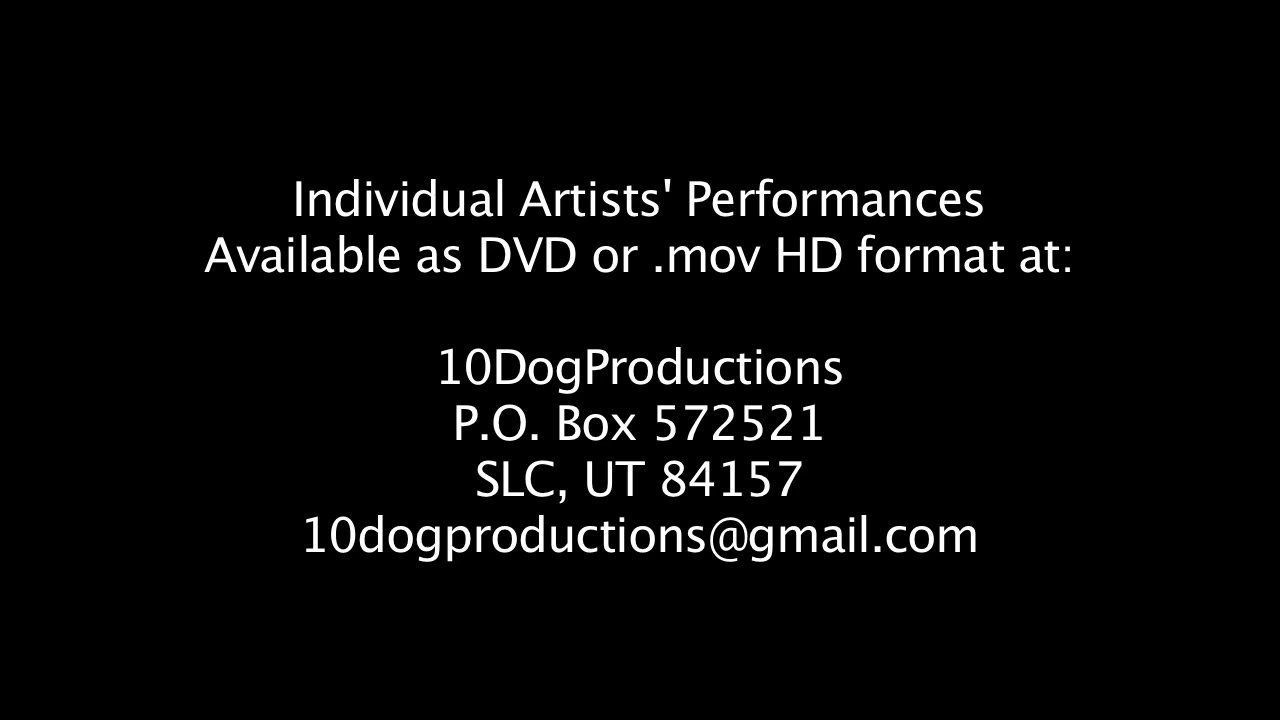 Individual Artists' Performances
Available as DVD or .mov HD format at:
10DogProductions
P.O. Box 572521
SLC, UT 84157
10dogproductions@gmail.com